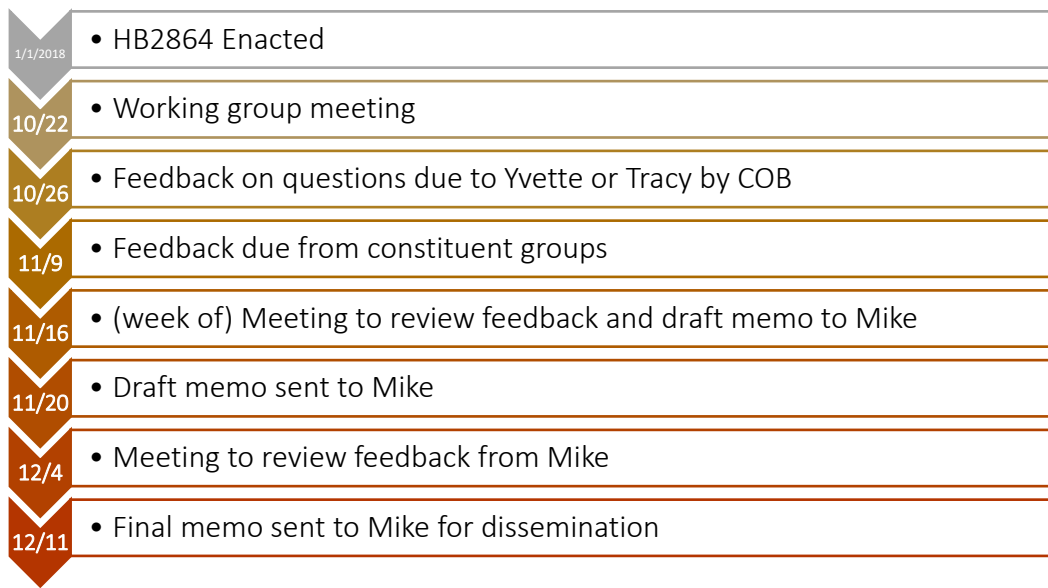 1/1/2018
• HB2864 Enacted
10/22
• Working group meeting
10/26
• Feedback on questions due to Yvette or Tracy by COB
11/9
• Feedback due from constituent groups
11/16
• (week of) Meeting to review feedback and draft memo to Mike
11/20
• Draft memo sent to Mike
12/4
• Meeting to review feedback from Mike
12/11
• Final memo sent to Mike for dissemination